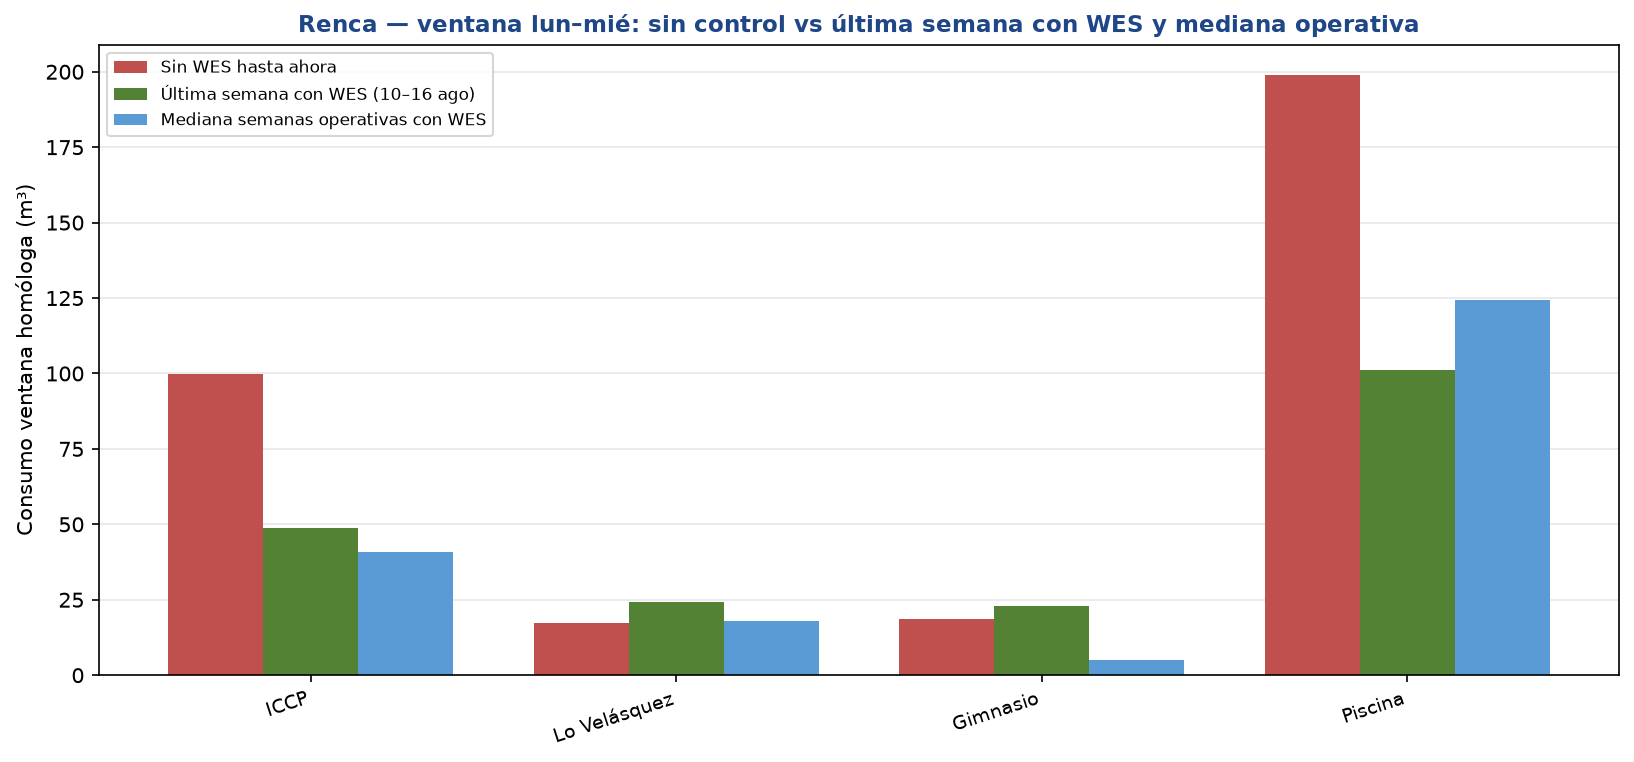 Renca — ventana lun–mié: sin control vs última semana con WES y mediana operativa
Sin WES hasta ahora
Última semana con WES (10–16 ago)
Mediana semanas operativas con WES
Consumo ventana homóloga (m³)
200
175
150
125
100
75
50
25
0
ICCP
Lo Velásquez
Gimnasio
Piscina